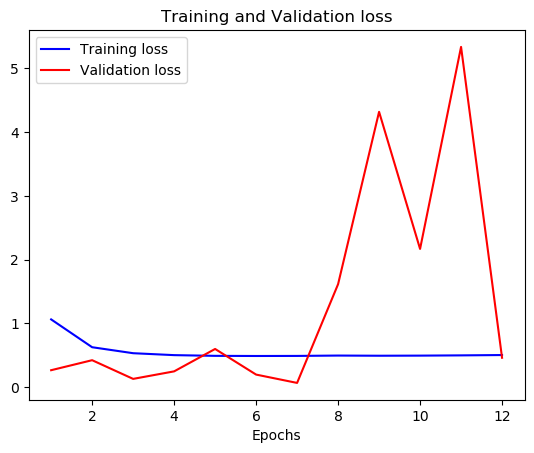 Training and Validation loss
Training loss
Validation loss
5
4
3
2
1
0
2 4 6 8 10 12
Epochs